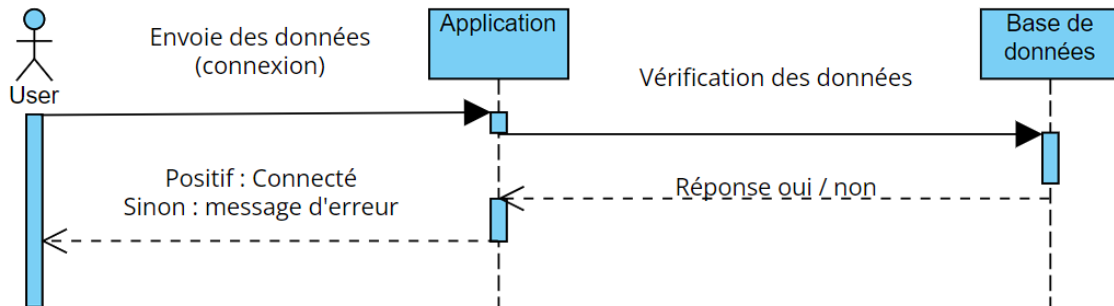 Application
Base de
données
Envoie des données
(connexion)
Vérification des données
User
Positif : Connecté
Sinon : message d'erreur
Réponse oui / non